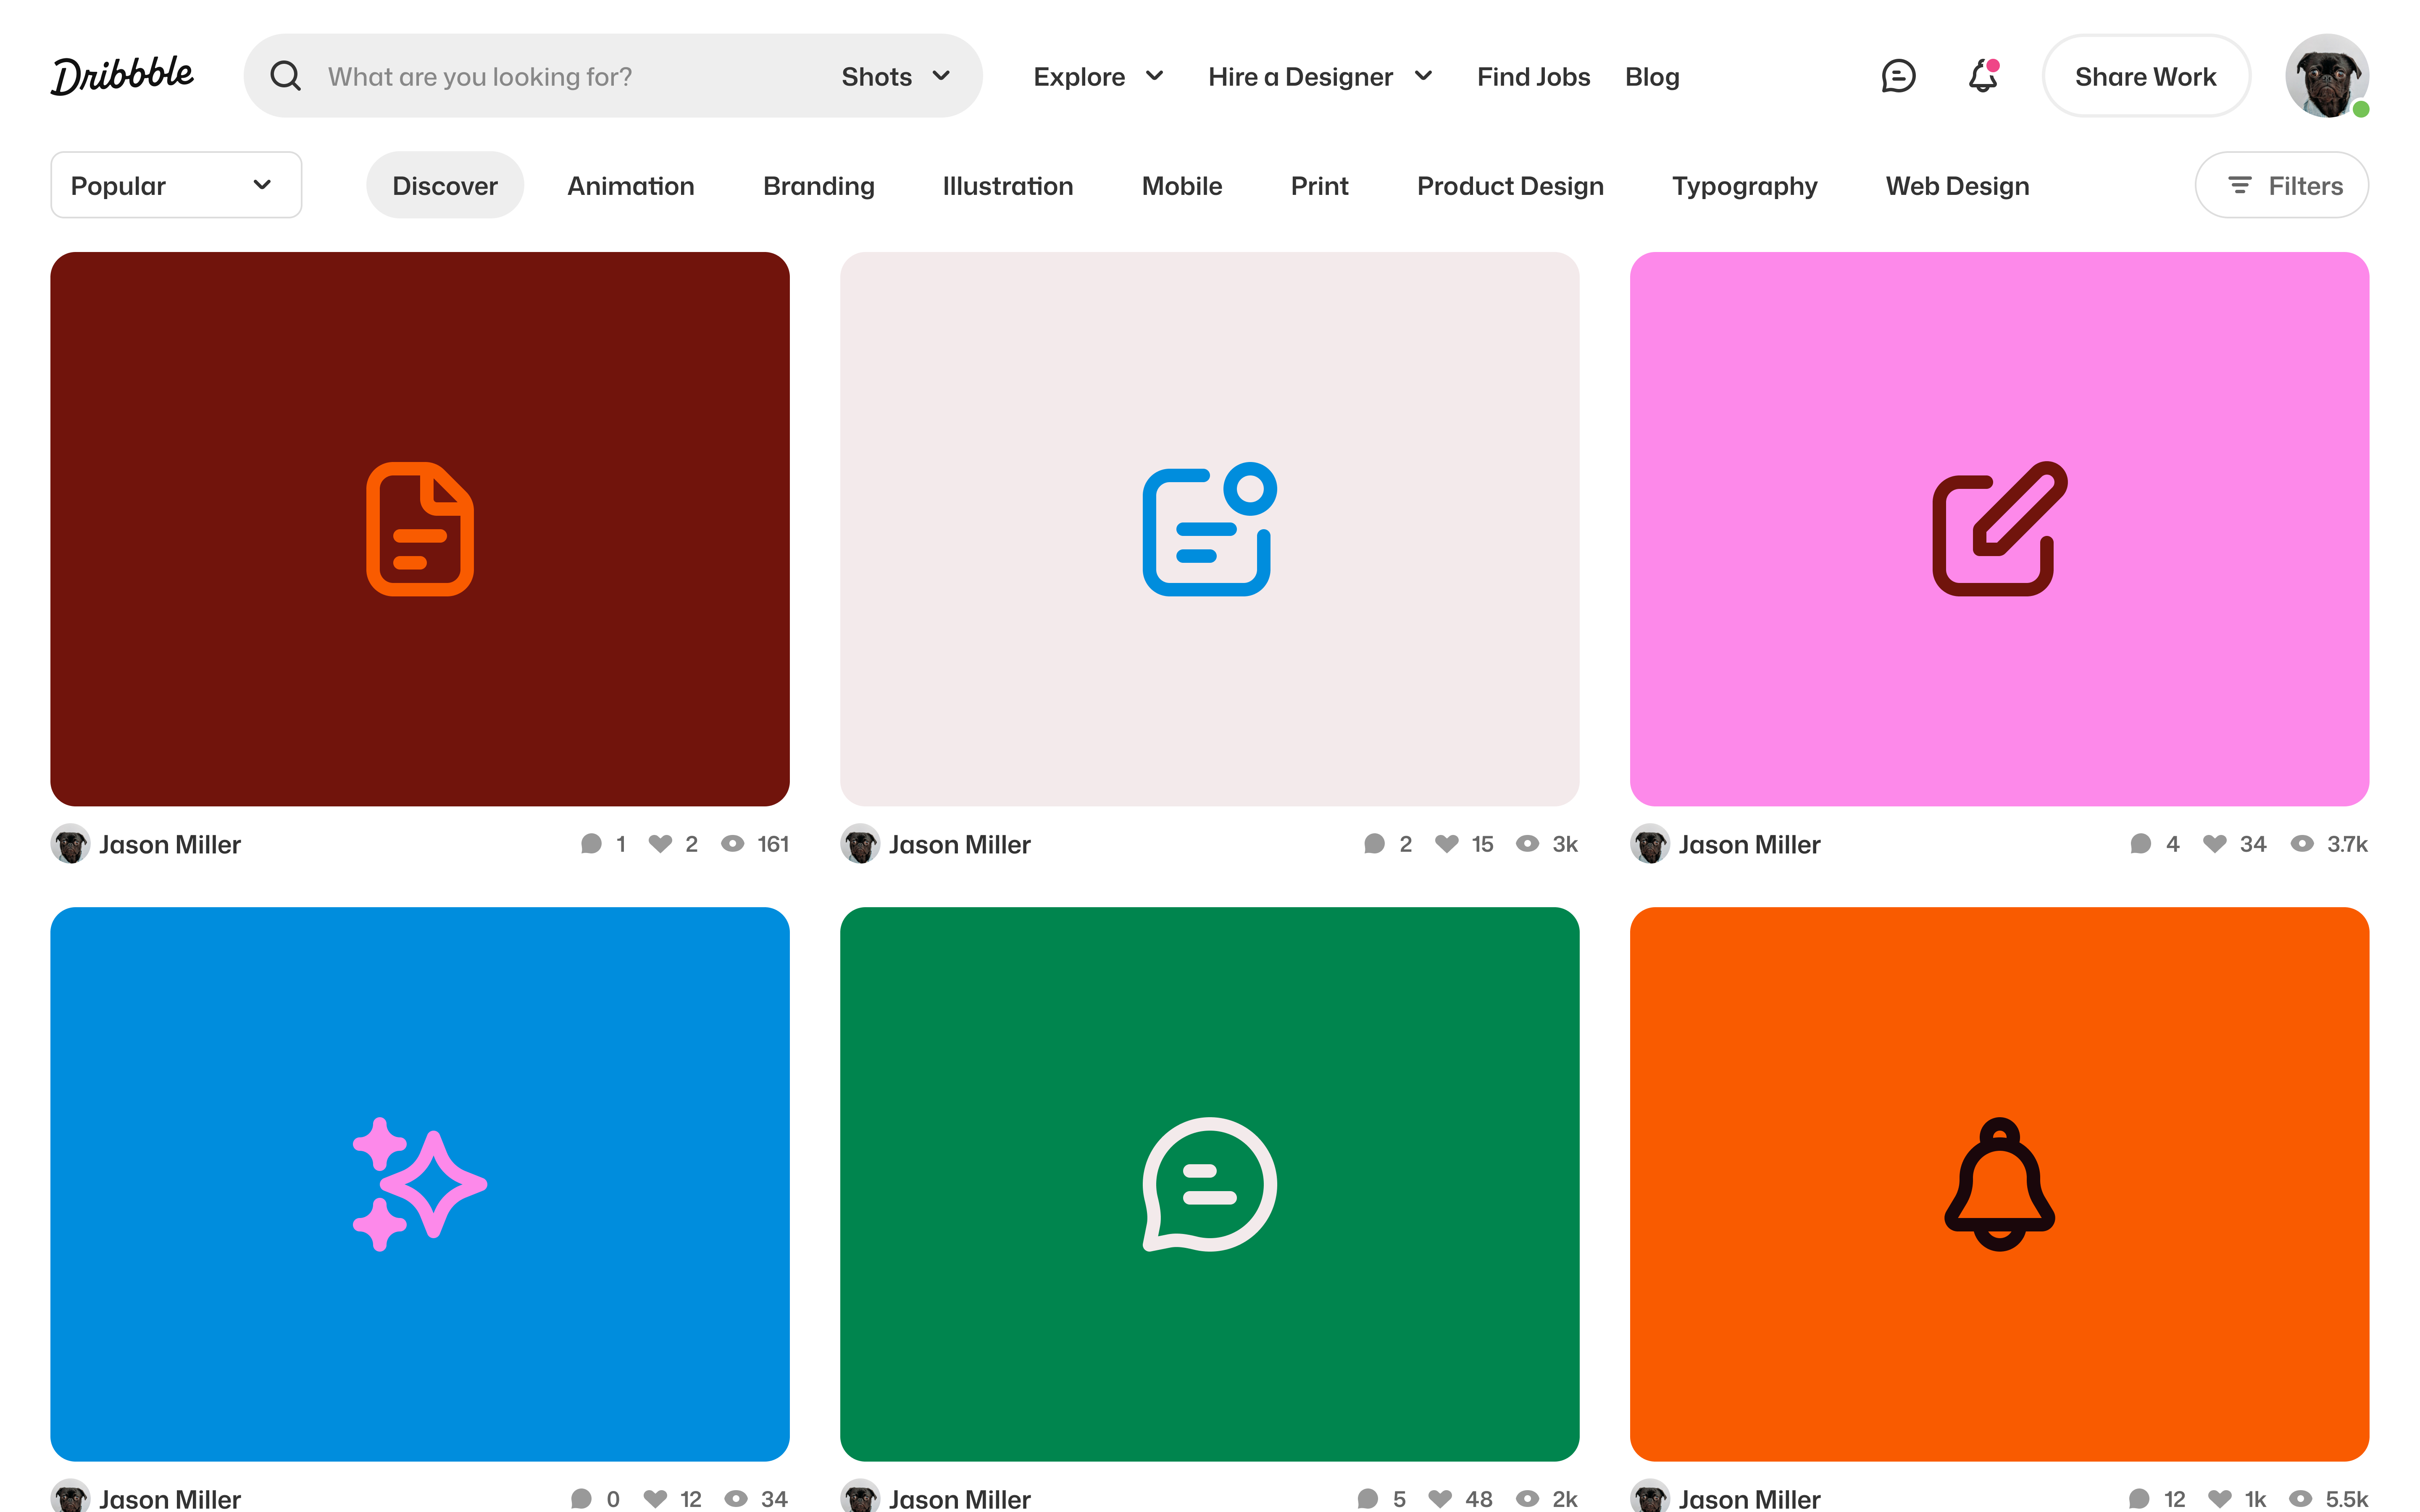 Dribbble What are you looking for? Shots Explore Hire a Designer Find Jobs Blog Share Work
Popular Discover Animation Branding Illustration Mobile Print Product Design Typography Web Design Filters
Jason Miller 1 2 161
Jason Miller 2 15 3k
Jason Miller 4 34 3.7k
Jason Miller 0 12 34
Jason Miller 5 48 2k
Jason Miller 12 1k 5.5k